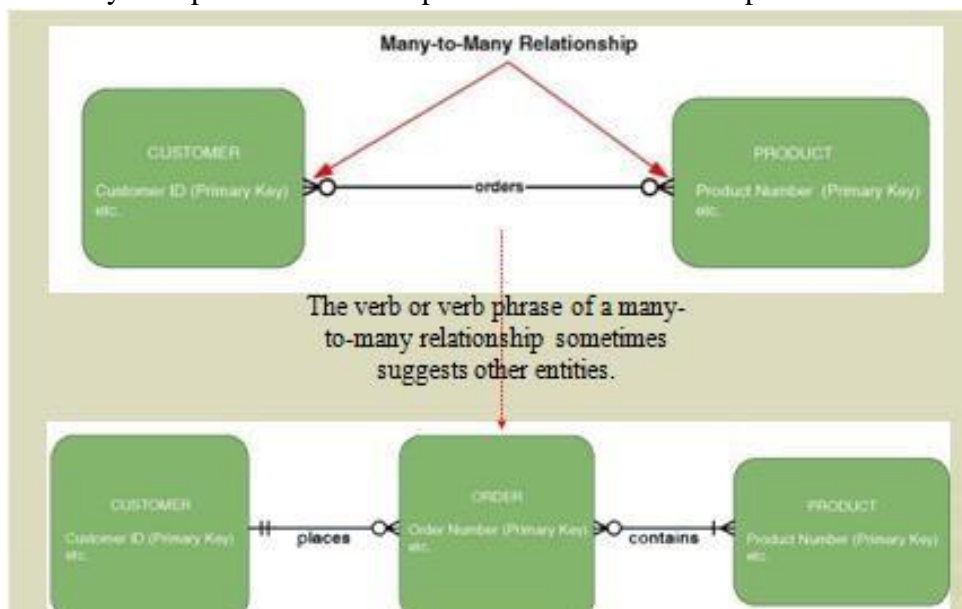 Many-to-Many Relationship
CUSTOMER
Customer ID (Primary Key)
etc.
orders
PRODUCT
Product Number (Primary Key)
etc.
The verb or verb phrase of a many-
to-many relationship sometimes
suggests other entities.
CUSTOMER
Customer ID (Primary Key)
etc.
places
ORDER
Order Number (Primary Key)
etc.
contains
PRODUCT
Product Number (Primary Key)
etc.